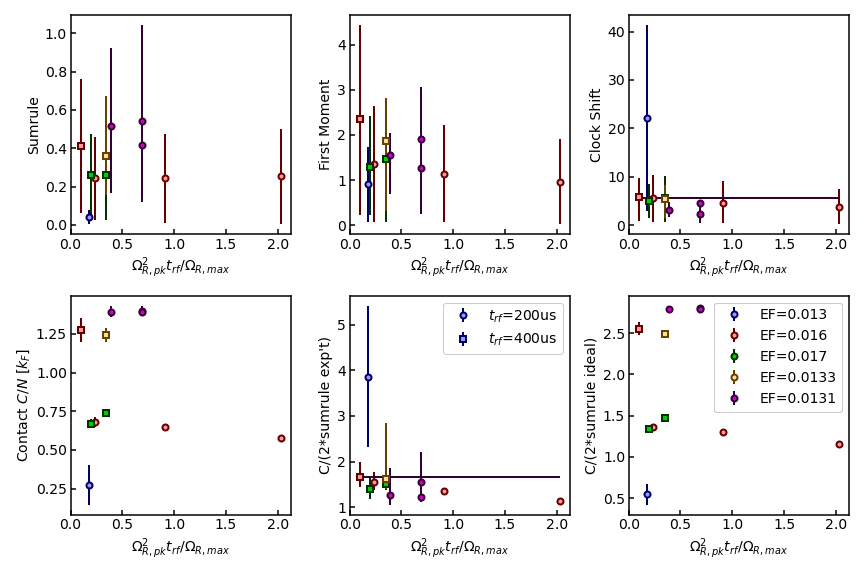 Sumrule
1.0
0.8
0.6
0.4
0.2
0.0
0.0 0.5 1.0 1.5 2.0
Ω²R,pk trf/ΩR,max
First Moment
4
3
2
1
0
0.0 0.5 1.0 1.5 2.0
Ω²R,pk trf/ΩR,max
Clock Shift
40
30
20
10
0
0.0 0.5 1.0 1.5 2.0
Ω²R,pk trf/ΩR,max
Contact C/N [kF]
1.25
1.00
0.75
0.50
0.25
0.0 0.5 1.0 1.5 2.0
Ω²R,pk trf/ΩR,max
C/(2*sumrule exp't)
5
4
3
2
1
trf=200us
trf=400us
0.0 0.5 1.0 1.5 2.0
Ω²R,pk trf/ΩR,max
C/(2*sumrule ideal)
2.5
2.0
1.5
1.0
0.5
EF=0.013
EF=0.016
EF=0.017
EF=0.0133
EF=0.0131
0.0 0.5 1.0 1.5 2.0
Ω²R,pk trf/ΩR,max